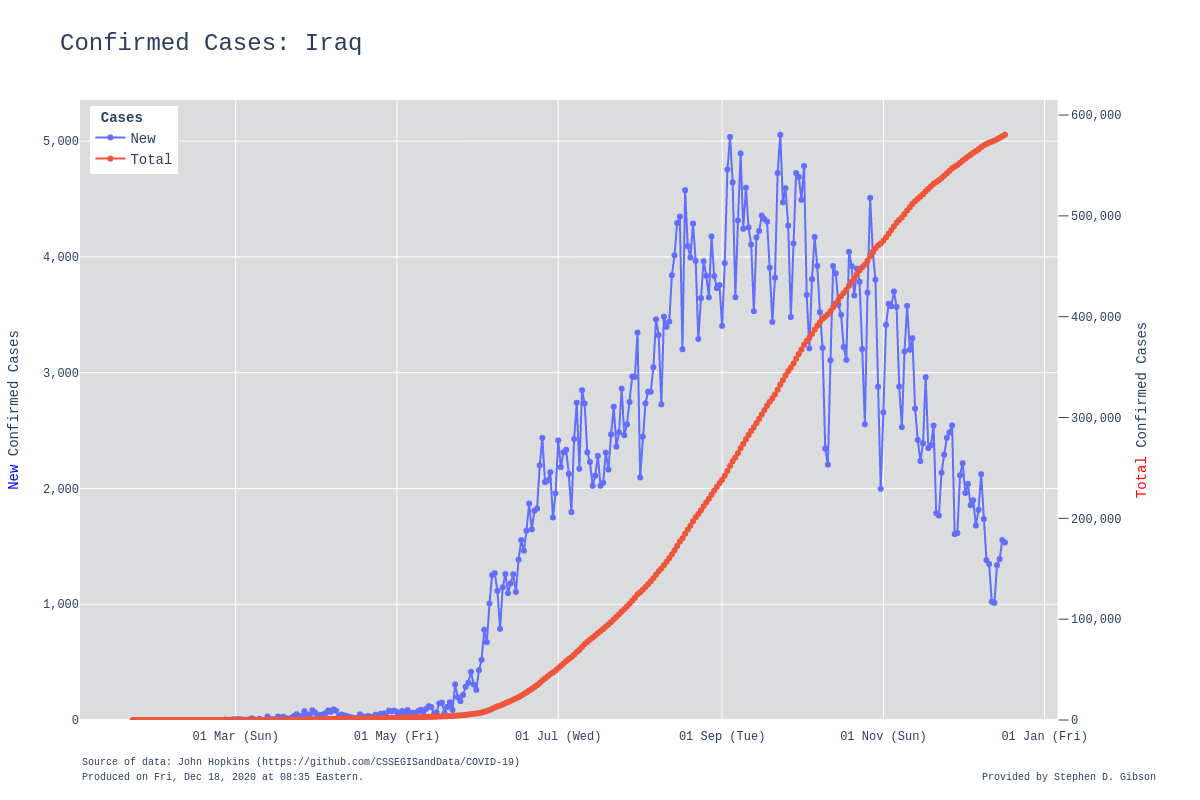 Confirmed Cases: Iraq
Cases
New
Total
5,000
4,000
3,000
2,000
1,000
0
600,000
500,000
400,000
300,000
200,000
100,000
0
New Confirmed Cases
Total Confirmed Cases
01 Mar (Sun)
01 May (Fri)
01 Jul (Wed)
01 Sep (Tue)
01 Nov (Sun)
01 Jan (Fri)
Source of data: John Hopkins (https://github.com/CSSEGISandData/COVID-19)
Produced on Fri, Dec 18, 2020 at 08:35 Eastern.
Provided by Stephen D. Gibson